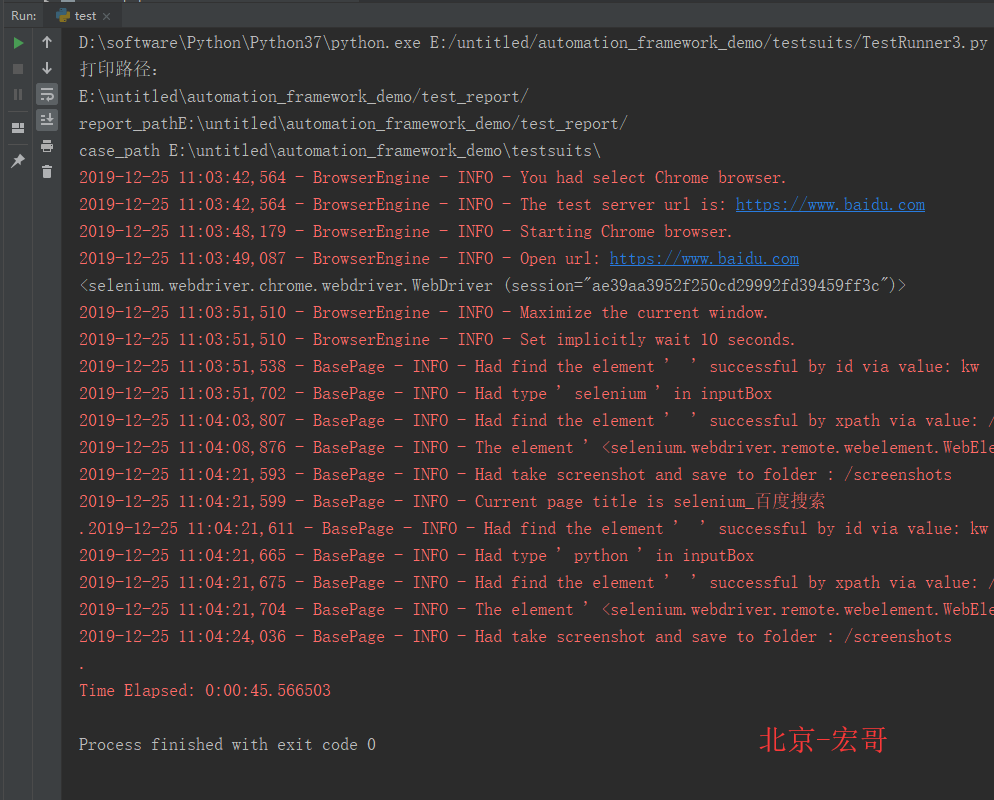 Run: test
D:\software\Python\Python37\python.exe E:/untitled/automation_framework_demo/testsuits/TestRunner3.py
打印路径：
E:\untitled\automation_framework_demo/test_report/
report_pathE:\untitled\automation_framework_demo/test_report/
case_path E:\untitled\automation_framework_demo\testsuits\
2019-12-25 11:03:42,564 - BrowserEngine - INFO - You had select Chrome browser.
2019-12-25 11:03:42,564 - BrowserEngine - INFO - The test server url is: https://www.baidu.com
2019-12-25 11:03:48,179 - BrowserEngine - INFO - Starting Chrome browser.
2019-12-25 11:03:49,087 - BrowserEngine - INFO - Open url: https://www.baidu.com
<selenium.webdriver.chrome.webdriver.WebDriver (session="ae39aa3952f250cd29992fd39459ff3c")>
2019-12-25 11:03:51,510 - BrowserEngine - INFO - Maximize the current window.
2019-12-25 11:03:51,510 - BrowserEngine - INFO - Set implicitly wait 10 seconds.
2019-12-25 11:03:51,538 - BasePage - INFO - Had find the element ' ' successful by id via value: kw
2019-12-25 11:03:51,702 - BasePage - INFO - Had type ' selenium ' in inputBox
2019-12-25 11:04:03,807 - BasePage - INFO - Had find the element ' ' successful by xpath via value: /
2019-12-25 11:04:08,876 - BasePage - INFO - The element ' <selenium.webdriver.remote.webelement.WebEle
2019-12-25 11:04:21,593 - BasePage - INFO - Had take screenshot and save to folder : /screenshots
2019-12-25 11:04:21,599 - BasePage - INFO - Current page title is selenium_百度搜索
.2019-12-25 11:04:21,611 - BasePage - INFO - Had find the element ' ' successful by id via value: kw
2019-12-25 11:04:21,665 - BasePage - INFO - Had type ' python ' in inputBox
2019-12-25 11:04:21,675 - BasePage - INFO - Had find the element ' ' successful by xpath via value: /
2019-12-25 11:04:21,704 - BasePage - INFO - The element ' <selenium.webdriver.remote.webelement.WebEle
2019-12-25 11:04:24,036 - BasePage - INFO - Had take screenshot and save to folder : /screenshots
.
Time Elapsed: 0:00:45.566503
Process finished with exit code 0
北京-宏哥